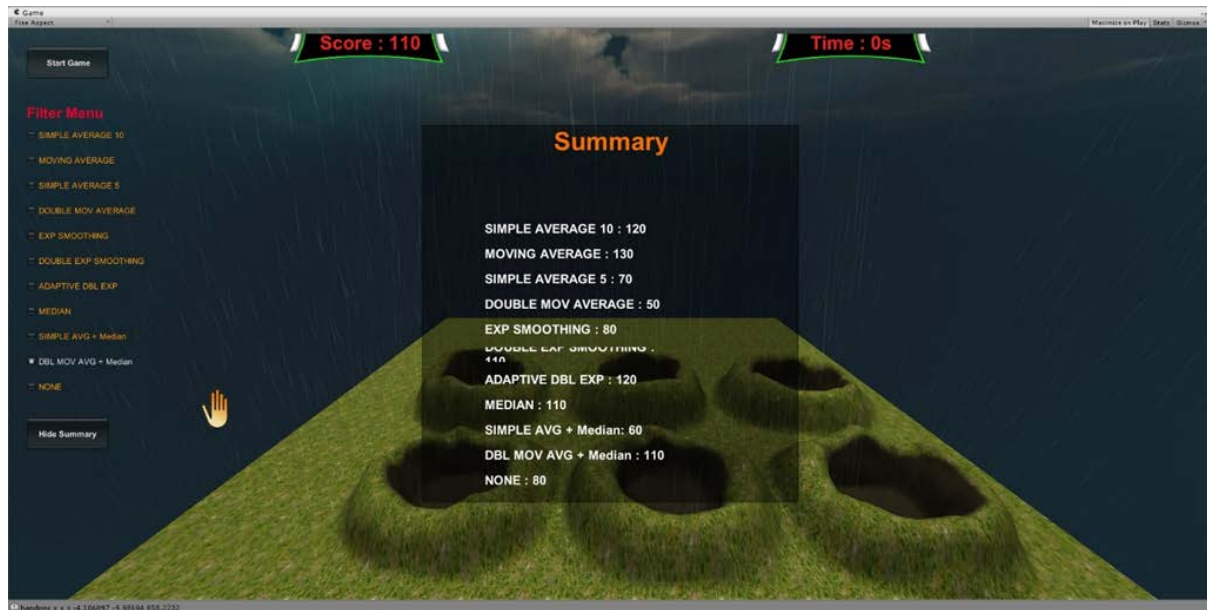 Game
Free Aspect
Maximize on Play Stats Gizmos
Score : 110
Time : 0s
Start Game
Filter Menu
SIMPLE AVERAGE 10
MOVING AVERAGE
SIMPLE AVERAGE 5
DOUBLE MOV AVERAGE
EXP SMOOTHING
DOUBLE EXP SMOOTHING
ADAPTIVE DBL EXP
MEDIAN
SIMPLE AVG + Median
DBL MOV AVG + Median
NONE
Hide Summary
Summary
SIMPLE AVERAGE 10 : 120
MOVING AVERAGE : 130
SIMPLE AVERAGE 5 : 70
DOUBLE MOV AVERAGE : 50
EXP SMOOTHING : 80
DOUBLE EXP SMOOTHING :
110
ADAPTIVE DBL EXP : 120
MEDIAN : 110
SIMPLE AVG + Median: 60
DBL MOV AVG + Median : 110
NONE : 80